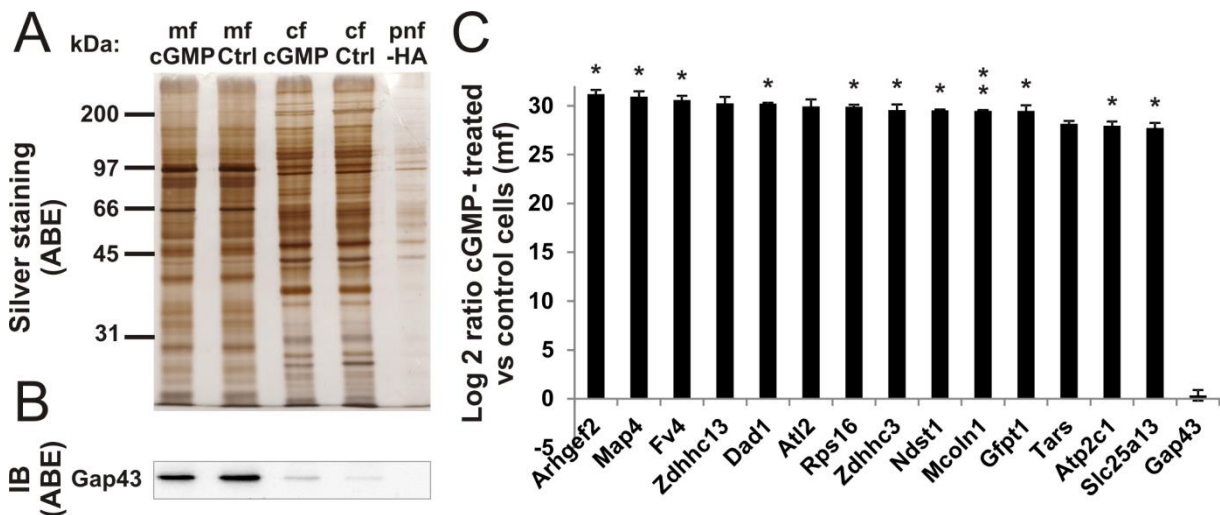 A
kDa:
mf cGMP
mf Ctrl
cf cGMP
cf Ctrl
pnf -HA
Silver staining (ABE)
200
97
66
45
31
B
IB (ABE)
Gap43
C
Log 2 ratio cGMP- treated vs control cells (mf)
35
30
25
20
15
10
5
0
-5
* * * * * * * * * * * *
Arhgef2
Map4
Fv4
Zdhhc13
Dad1
Atl2
Rps16
Zdhhc3
Ndst1
Mcoln1
Gfpt1
Tars
Atp2c1
Slc25a13
Gap43